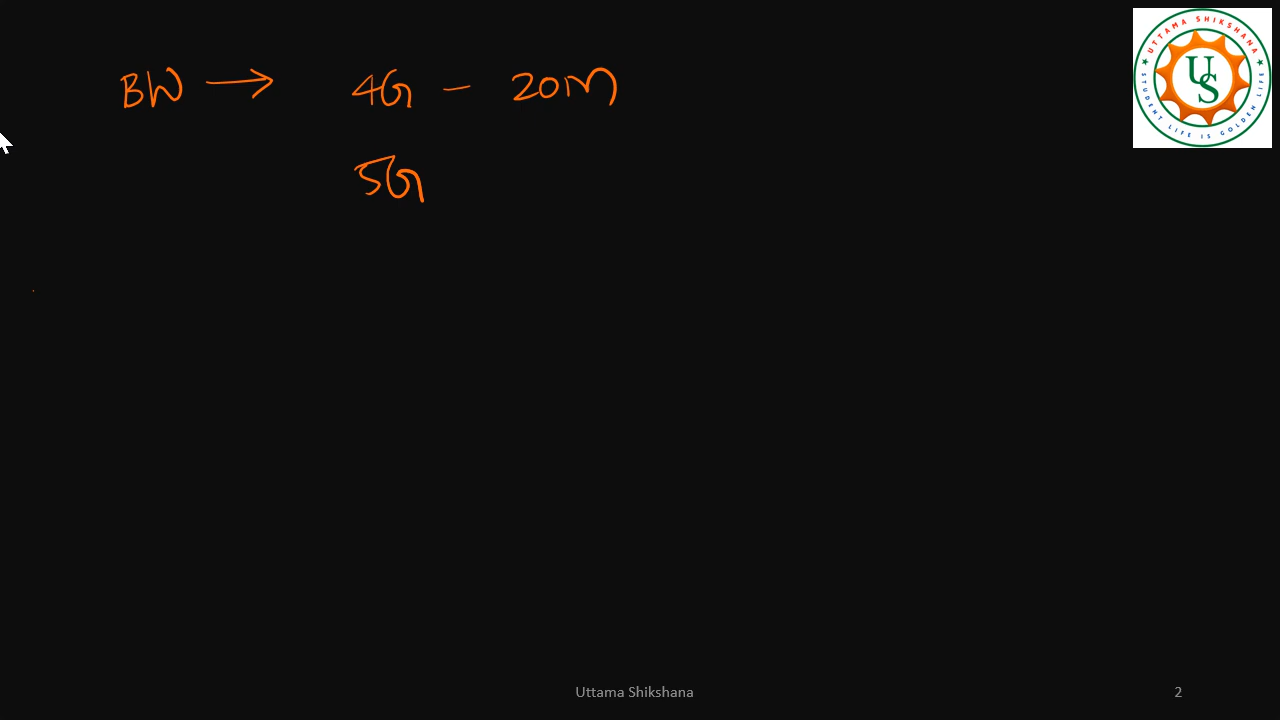 BW → 4G - 20M
5G
UTTAMA SHIKSHANA
US
STUDENT LIFE IS GOLDEN LIFE
Uttama Shikshana
2